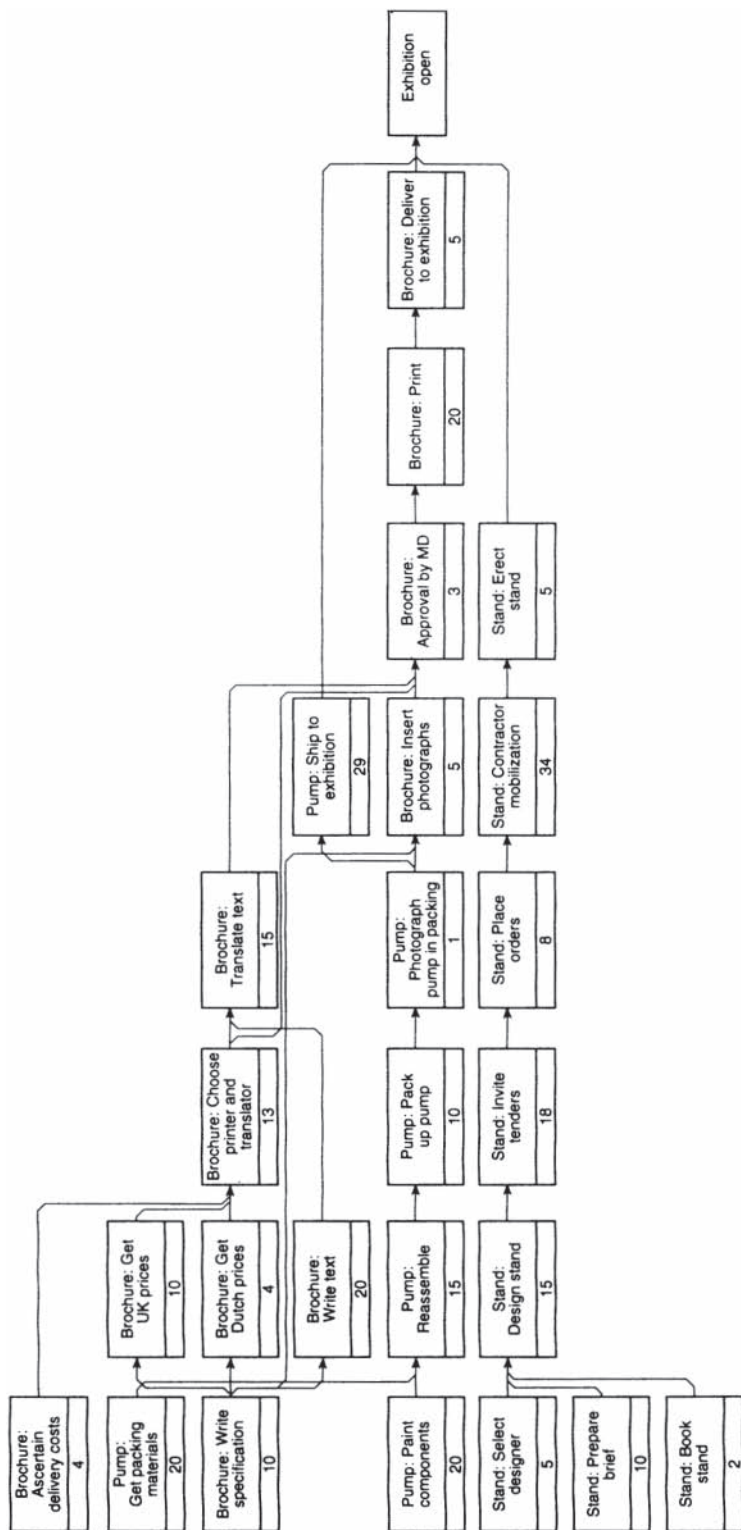 Brochure:
Ascertain
delivery costs
4
Pump:
Get packing
materials
20
Brochure: Write
specification
10
Pump: Paint
components
20
Stand: Select
designer
5
Stand: Prepare
brief
10
Stand: Book
stand
2
Brochure: Get
UK prices
10
Brochure: Get
Dutch prices
4
Brochure:
Write text
20
Pump:
Reassemble
15
Stand:
Design stand
15
Brochure: Choose
printer and
translator
13
Pump: Pack
up pump
10
Stand: Invite
tenders
18
Brochure:
Translate text
15
Pump:
Photograph
pump in packing
1
Stand: Place
orders
8
Pump: Ship to
exhibition
29
Brochure: Insert
photographs
5
Stand: Contractor
mobilization
34
Brochure:
Approval by MD
3
Stand: Erect
stand
5
Brochure: Print
20
Brochure: Deliver
to exhibition
5
Exhibition
open